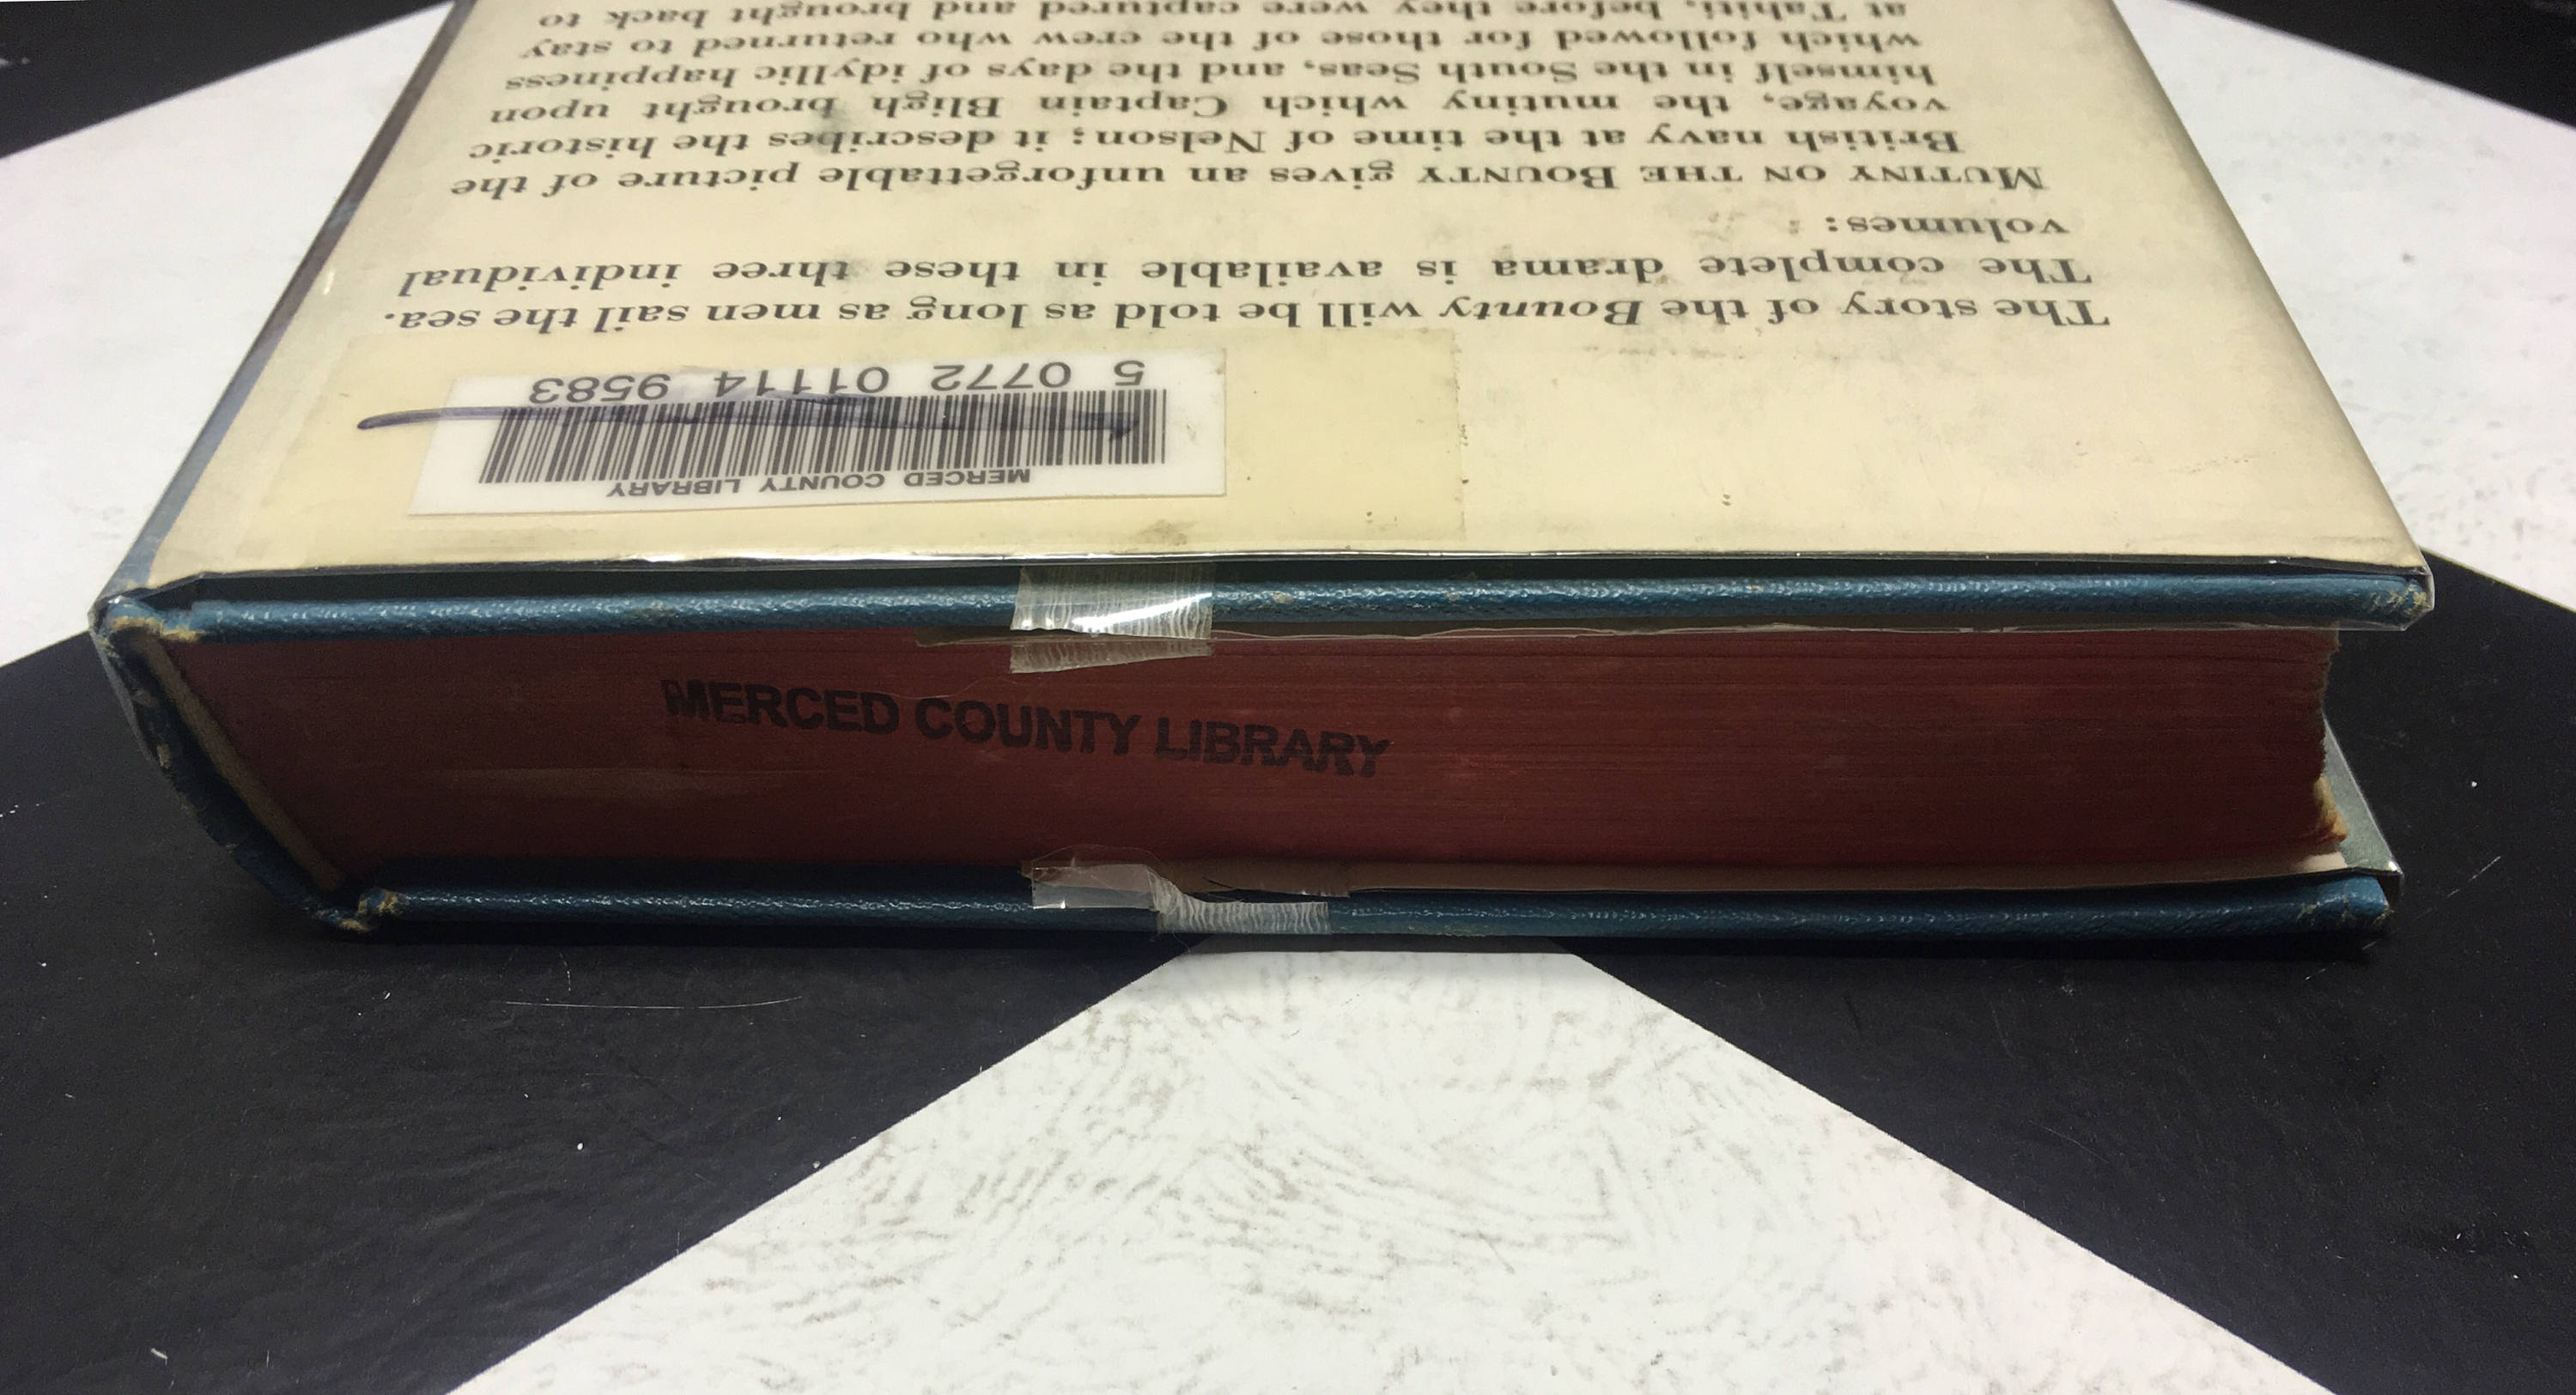 The story of the Bounty will be told as long as men sail the sea.
The complete drama is available in these three individual
volumes:
MUTINY ON THE BOUNTY gives an unforgettable picture of the
British navy at the time of Nelson; it describes the historic
voyage, the mutiny which Captain Bligh brought upon
himself in the South Seas, and the days of idyllic happiness
which followed for those of the crew who returned to stay
at Tahiti, before they were captured and brought back to
MERCED COUNTY LIBRARY
5 0772 01114 9583
MERCED COUNTY LIBRARY